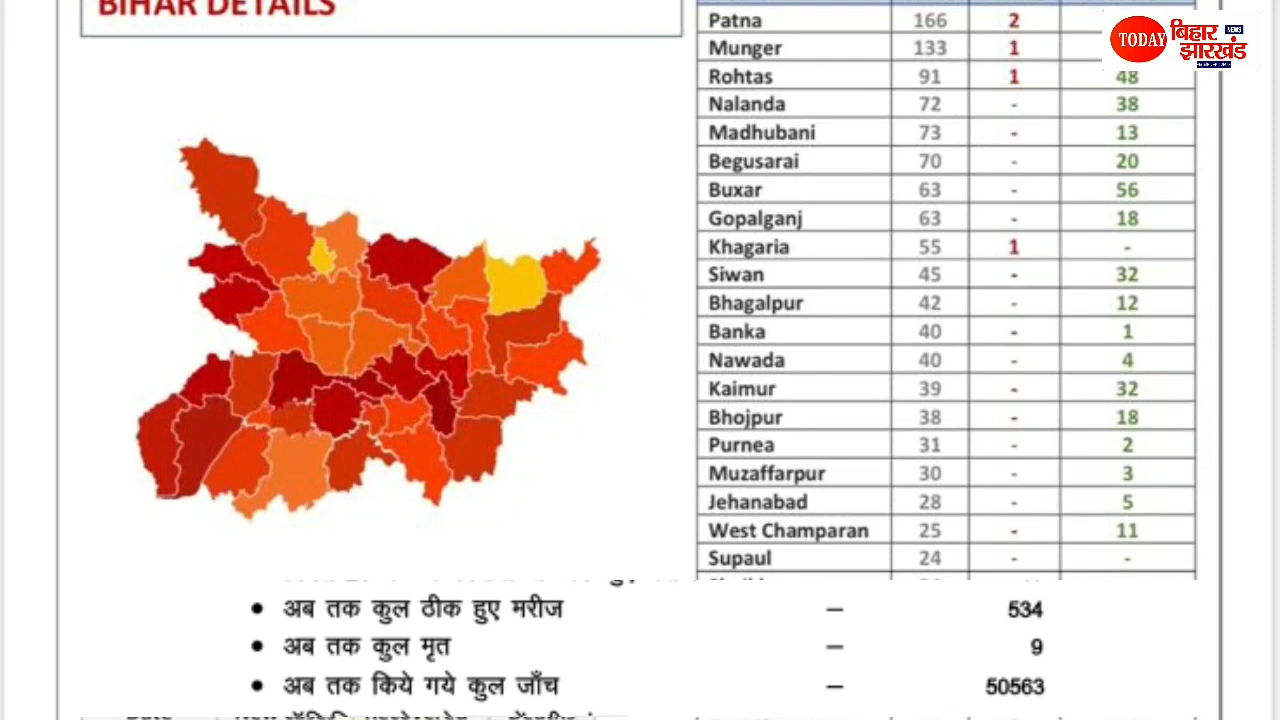 BIHAR DETAILS
Patna 166 2
Munger 133 1
Rohtas 91 1 48
Nalanda 72 - 38
Madhubani 73 - 13
Begusarai 70 - 20
Buxar 63 - 56
Gopalganj 63 - 18
Khagaria 55 1 -
Siwan 45 - 32
Bhagalpur 42 - 12
Banka 40 - 1
Nawada 40 - 4
Kaimur 39 - 32
Bhojpur 38 - 18
Purnea 31 - 2
Muzaffarpur 30 - 3
Jehanabad 28 - 5
West Champaran 25 - 11
Supaul 24 - -
TODAY बिहार NEWS
झारखंड
• अब तक कुल ठीक हुए मरीज – 534
• अब तक कुल मृत – 9
• अब तक किये गये कुल जाँच – 50563